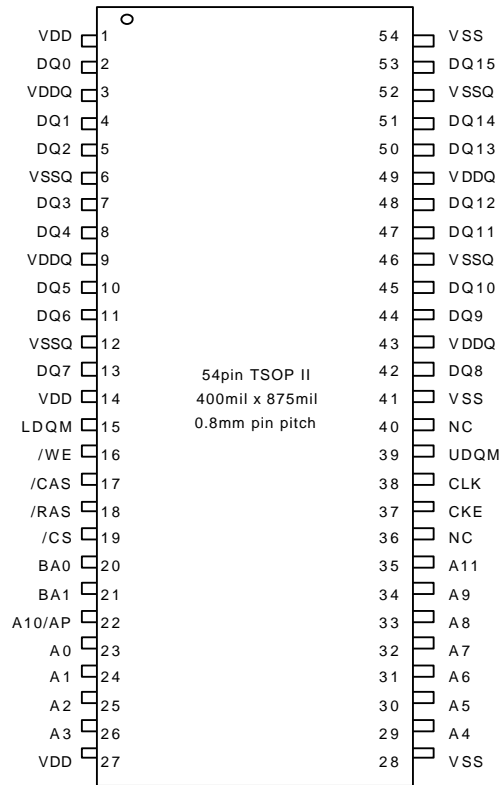 VDD 1 54 VSS
DQ0 2 53 DQ15
VDDQ 3 52 VSSQ
DQ1 4 51 DQ14
DQ2 5 50 DQ13
VSSQ 6 49 VDDQ
DQ3 7 48 DQ12
DQ4 8 47 DQ11
VDDQ 9 46 VSSQ
DQ5 10 45 DQ10
DQ6 11 44 DQ9
VSSQ 12 43 VDDQ
DQ7 13 42 DQ8
VDD 14 41 VSS
LDQM 15 40 NC
/WE 16 39 UDQM
/CAS 17 38 CLK
/RAS 18 37 CKE
/CS 19 36 NC
BA0 20 35 A11
BA1 21 34 A9
A10/AP 22 33 A8
A0 23 32 A7
A1 24 31 A6
A2 25 30 A5
A3 26 29 A4
VDD 27 28 VSS
54pin TSOP II
400mil x 875mil
0.8mm pin pitch